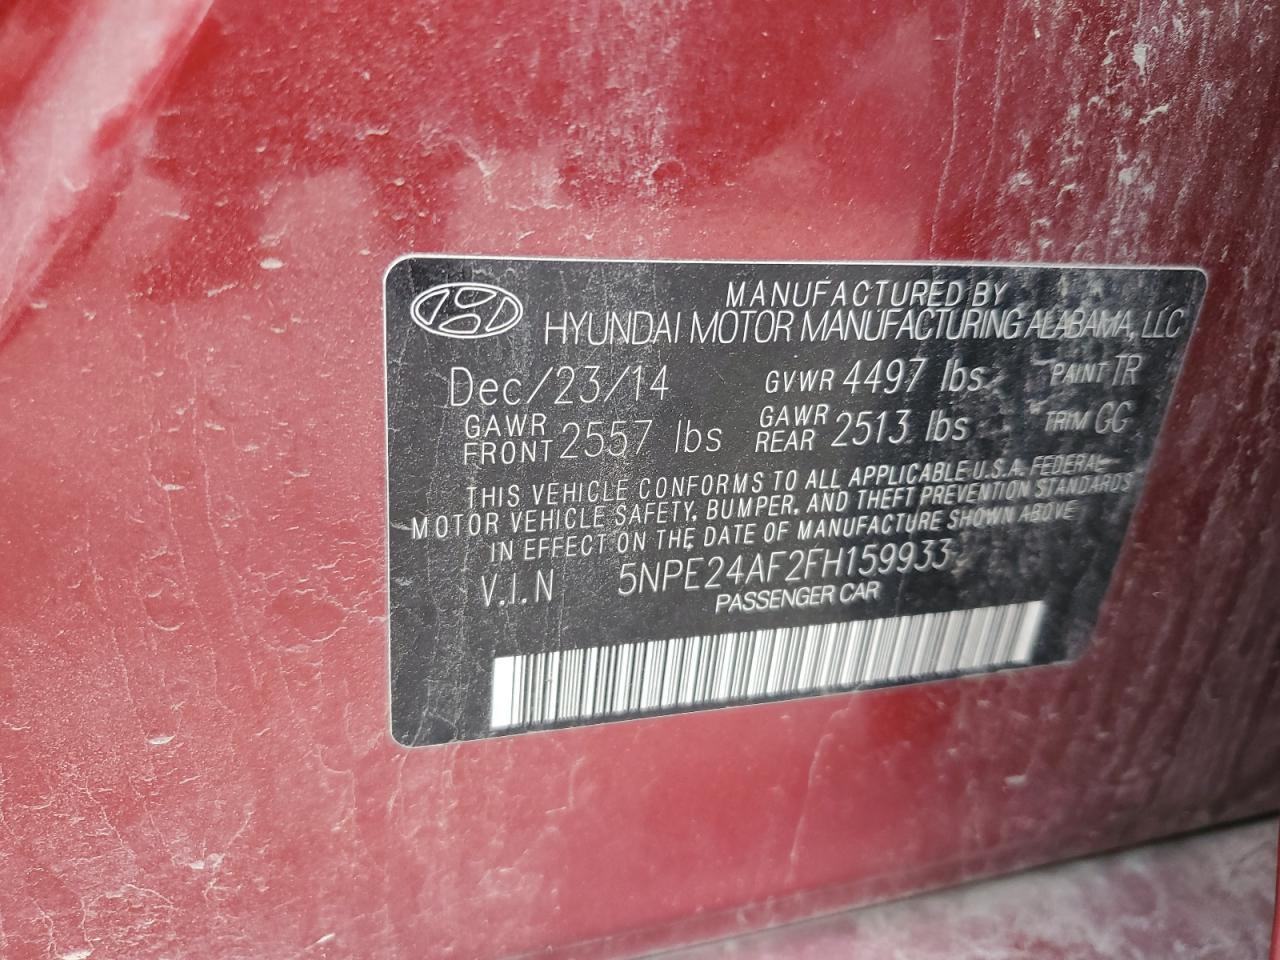 MANUFACTURED BY
HYUNDAI MOTOR MANUFACTURING ALABAMA, LLC
Dec/23/14 GVWR 4497 lbs PAINT TR
GAWR FRONT 2557 lbs GAWR REAR 2513 lbs TRIM GG
THIS VEHICLE CONFORMS TO ALL APPLICABLE U.S.A. FEDERAL
MOTOR VEHICLE SAFETY, BUMPER, AND THEFT PREVENTION STANDARDS
IN EFFECT ON THE DATE OF MANUFACTURE SHOWN ABOVE
V.I.N 5NPE24AF2FH159933
PASSENGER CAR